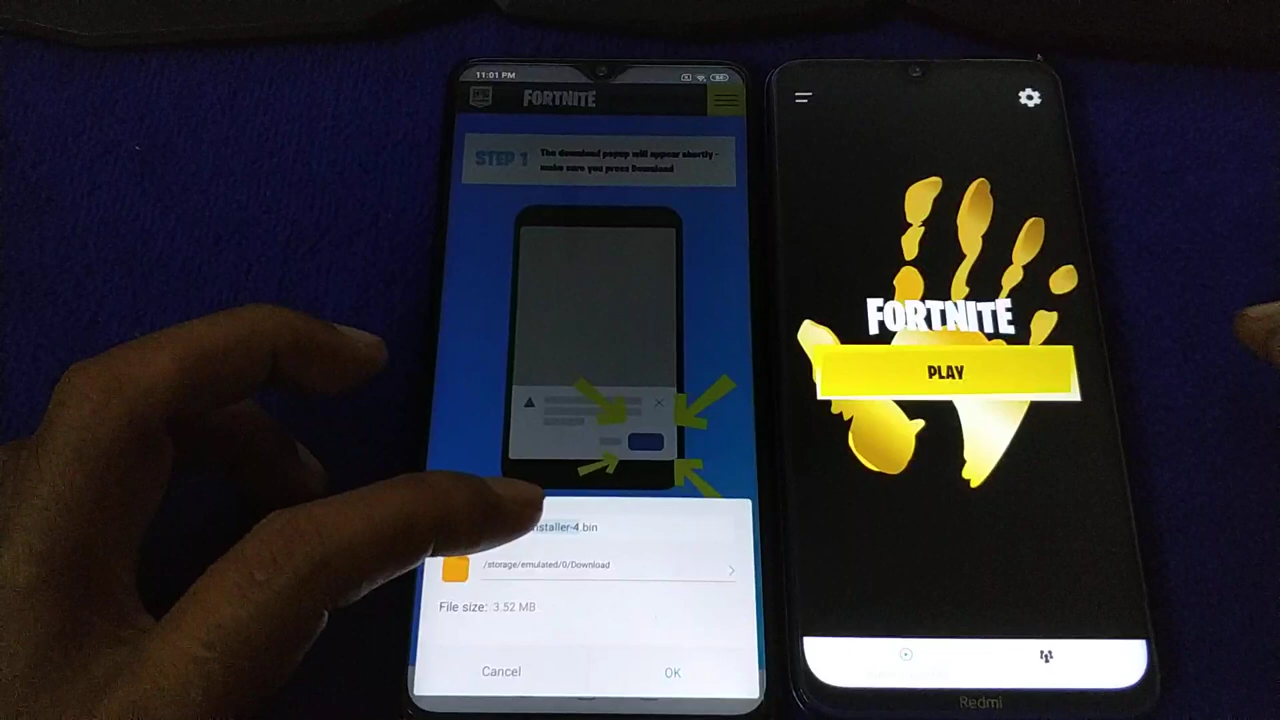 11:01 PM
FORTNITE
STEP 1
The download popup will appear shortly -
make sure you press Download
nstaller-4.bin
/storage/emulated/0/Download
File size: 3.52 MB
Cancel
OK
FORTNITE
PLAY
Redmi